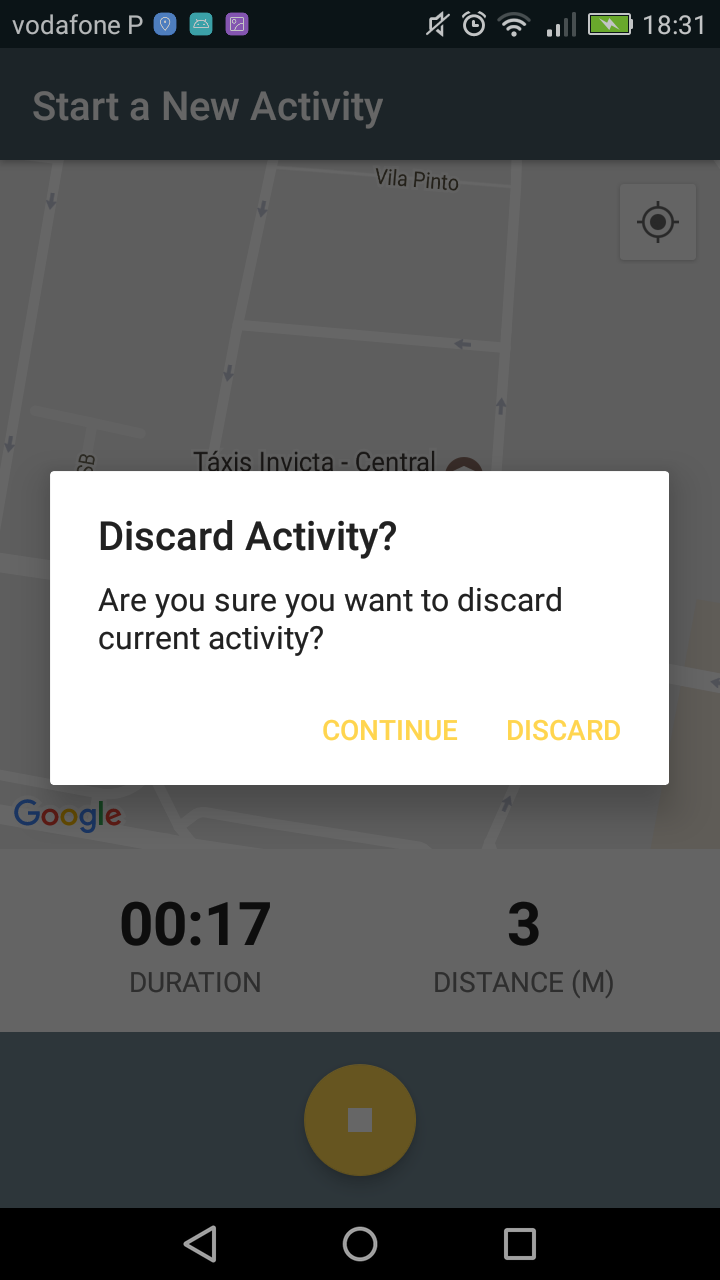 vodafone P 18:31
Start a New Activity
Vila Pinto
SB
Táxis Invicta - Central
Discard Activity?
Are you sure you want to discard
current activity?
CONTINUE DISCARD
Google
00:17 3
DURATION DISTANCE (M)